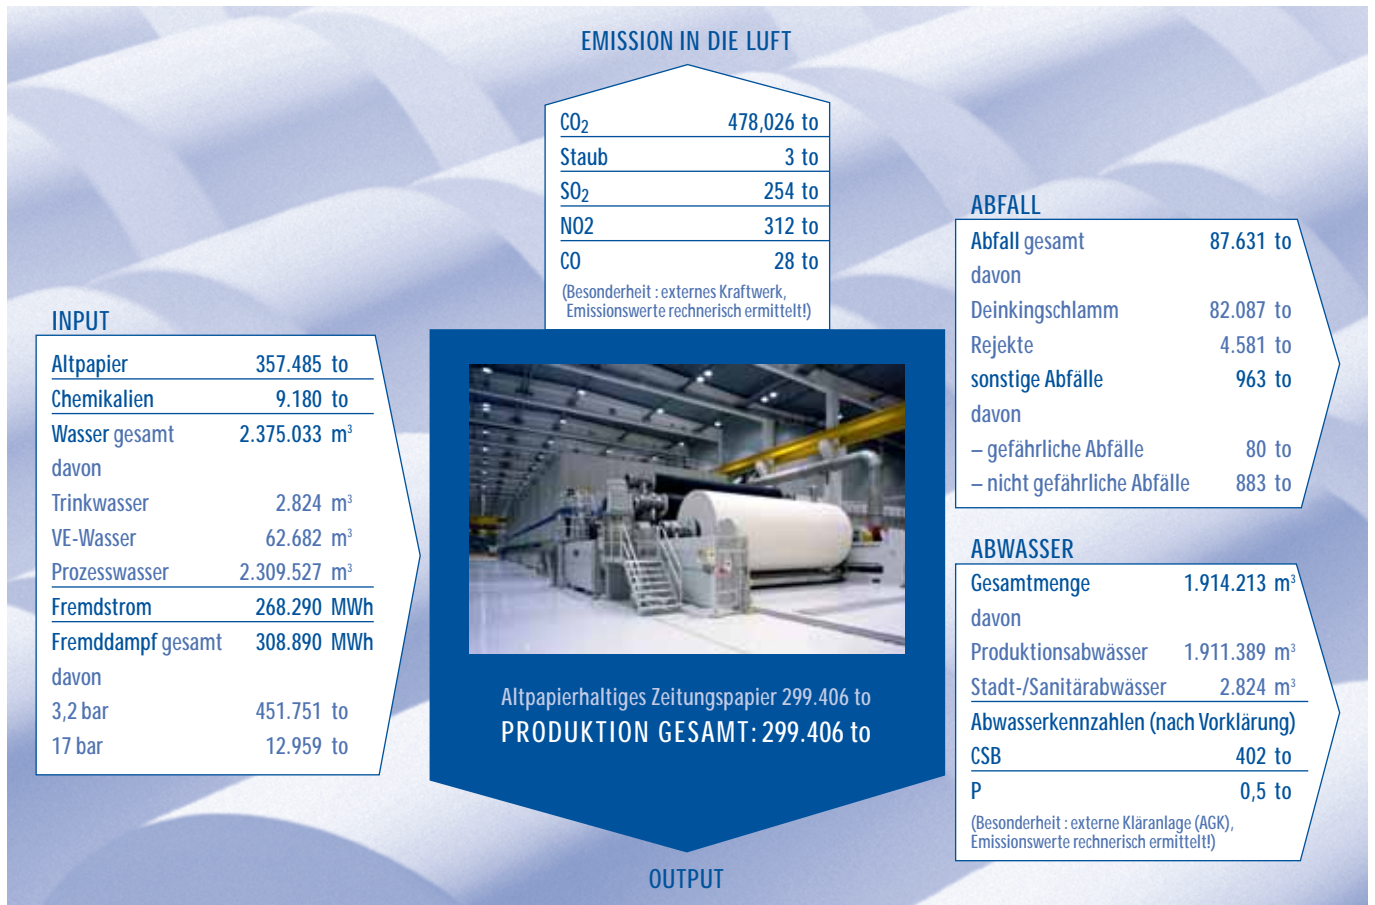 EMISSION IN DIE LUFT
CO₂ 478,026 to
Staub 3 to
SO₂ 254 to
NO2 312 to
CO 28 to
(Besonderheit : externes Kraftwerk,
Emissionswerte rechnerisch ermittelt!)
INPUT
Altpapier 357.485 to
Chemikalien 9.180 to
Wasser gesamt 2.375.033 m³
davon
Trinkwasser 2.824 m³
VE-Wasser 62.682 m³
Prozesswasser 2.309.527 m³
Fremdstrom 268.290 MWh
Fremddampf gesamt 308.890 MWh
davon
3,2 bar 451.751 to
17 bar 12.959 to
Altpapierhaltiges Zeitungspapier 299.406 to
PRODUKTION GESAMT: 299.406 to
OUTPUT
ABFALL
Abfall gesamt 87.631 to
davon
Deinkingschlamm 82.087 to
Rejekte 4.581 to
sonstige Abfälle 963 to
davon
– gefährliche Abfälle 80 to
– nicht gefährliche Abfälle 883 to
ABWASSER
Gesamtmenge 1.914.213 m³
davon
Produktionsabwässer 1.911.389 m³
Stadt-/Sanitärabwässer 2.824 m³
Abwasserkennzahlen (nach Vorklärung)
CSB 402 to
P 0,5 to
(Besonderheit : externe Kläranlage (AGK),
Emissionswerte rechnerisch ermittelt!)